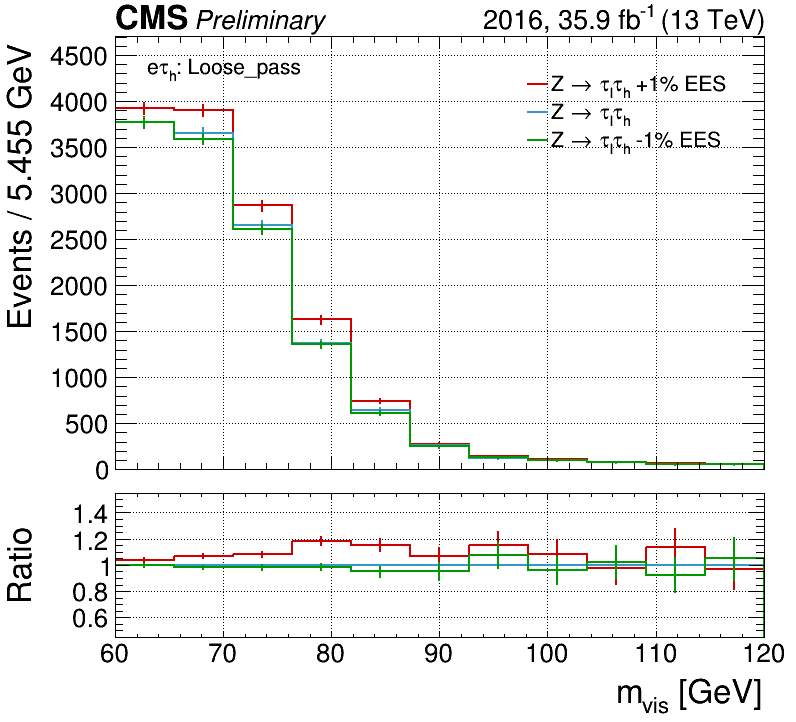 CMS Preliminary 2016, 35.9 fb⁻¹ (13 TeV)
Events / 5.455 GeV
4500
4000
3500
3000
2500
2000
1500
1000
500
0
eτₕ: Loose_pass
Z → τₗτₕ +1% EES
Z → τₗτₕ
Z → τₗτₕ -1% EES
Ratio
1.4
1.2
1
0.8
0.6
60 70 80 90 100 110 120
m_vis [GeV]